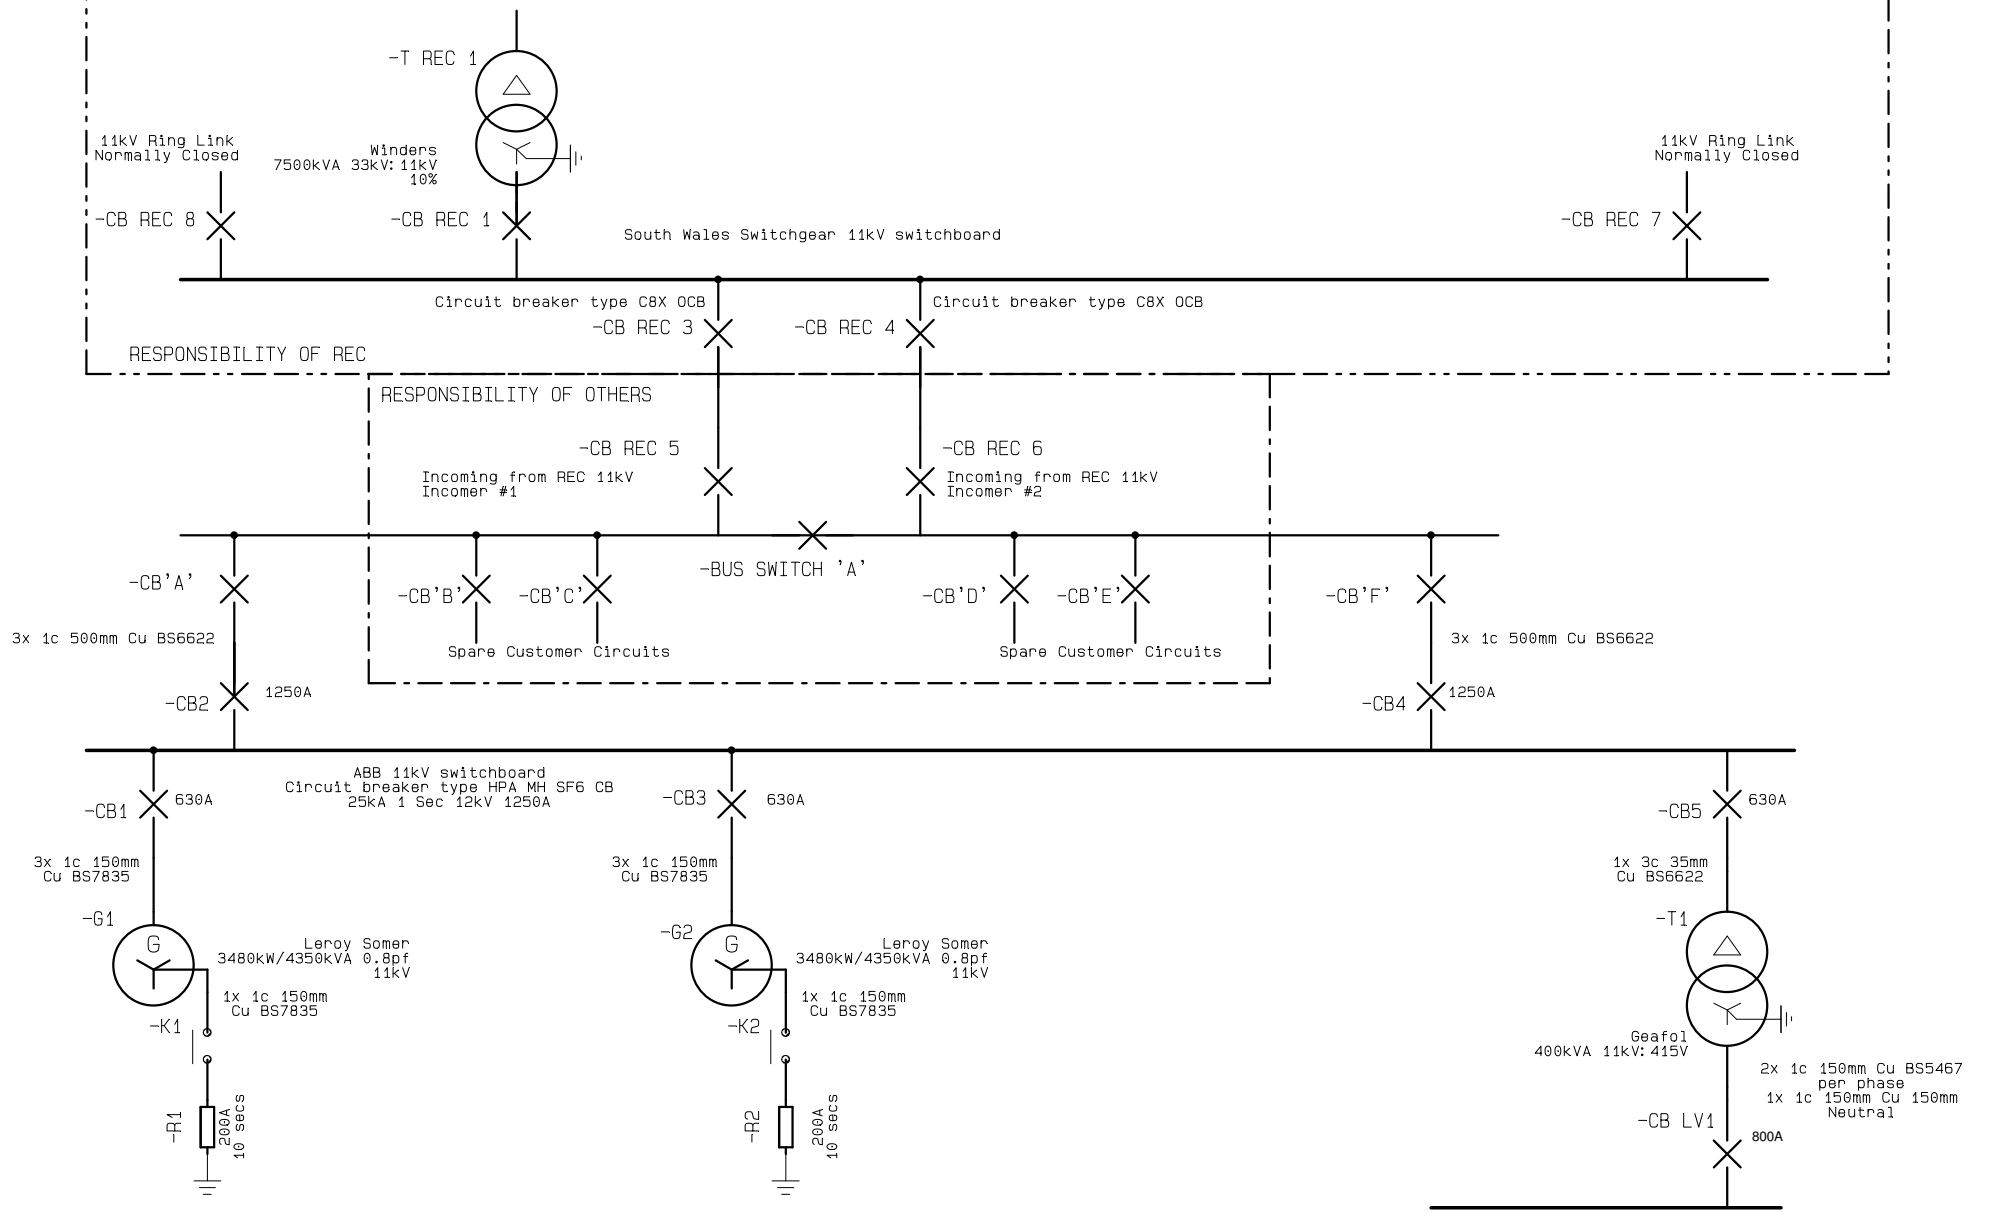 -T REC 1
11kV Ring Link
Normally Closed
Winders
7500kVA 33kV:11kV
10%
11kV Ring Link
Normally Closed
-CB REC 8
-CB REC 1
-CB REC 7
South Wales Switchgear 11kV switchboard
Circuit breaker type C8X OCB
Circuit breaker type C8X OCB
-CB REC 3
-CB REC 4
RESPONSIBILITY OF REC
RESPONSIBILITY OF OTHERS
-CB REC 5
-CB REC 6
Incoming from REC 11kV
Incomer #1
Incoming from REC 11kV
Incomer #2
-BUS SWITCH 'A'
-CB'A'
-CB'B'
-CB'C'
-CB'D'
-CB'E'
-CB'F'
3x 1c 500mm Cu BS6622
3x 1c 500mm Cu BS6622
Spare Customer Circuits
Spare Customer Circuits
-CB2
1250A
-CB4
1250A
ABB 11kV switchboard
Circuit breaker type HPA MH SF6 CB
25kA 1 Sec 12kV 1250A
-CB1
630A
-CB3
630A
-CB5
630A
3x 1c 150mm
Cu BS7835
3x 1c 150mm
Cu BS7835
1x 3c 35mm
Cu BS6622
-G1
G
Leroy Somer
3480kW/4350kVA 0.8pf
11kV
-G2
G
Leroy Somer
3480kW/4350kVA 0.8pf
11kV
-T1
1x 1c 150mm
Cu BS7835
1x 1c 150mm
Cu BS7835
-K1
-K2
Geafol
400kVA 11kV:415V
2x 1c 150mm Cu BS5467
per phase
1x 1c 150mm Cu 150mm
Neutral
-R1
200A
10 secs
-R2
200A
10 secs
-CB LV1
800A